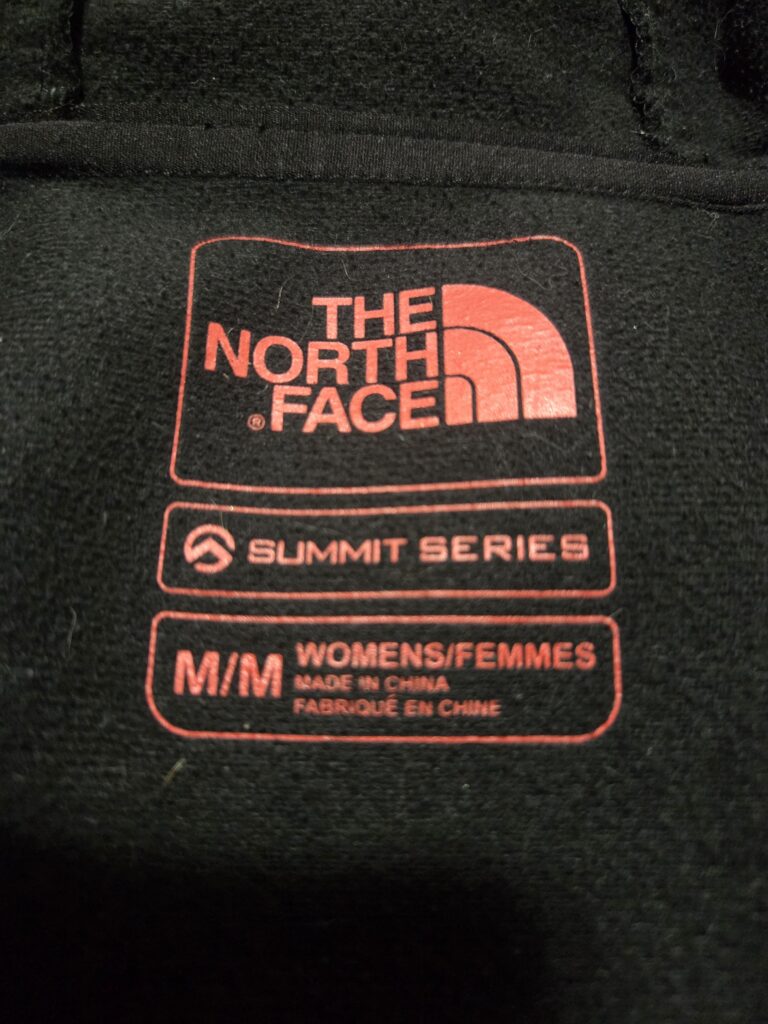 THE
NORTH
® FACE
SUMMIT SERIES
M/M WOMENS/FEMMES
MADE IN CHINA
FABRIQUÉ EN CHINE